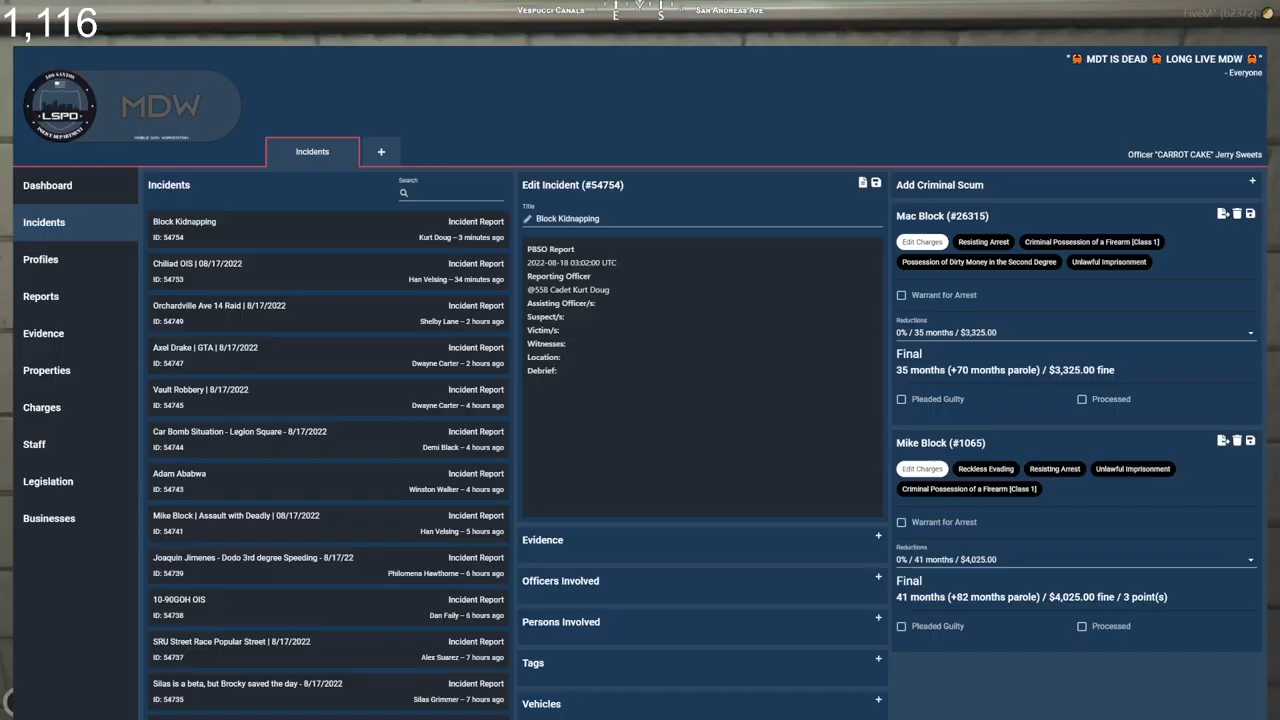 1,116
Vespucci Canals
San Andreas Ave
E
S
FiveM® (b2372)
" MDT IS DEAD LONG LIVE MDW "
- Everyone
LOS SANTOS
LSPD
POLICE DEPARTMENT
MDW
MOBILE DATA WORKSTATION
Incidents
+
Officer "CARROT CAKE" Jerry Sweets
Dashboard
Incidents
Profiles
Reports
Evidence
Properties
Charges
Staff
Legislation
Businesses
Incidents
Search
Block Kidnapping
Incident Report
ID: 54754
Kurt Doug – 3 minutes ago
Chiliad OIS | 08/17/2022
Incident Report
ID: 54753
Han Velsing – 34 minutes ago
Orchardville Ave 14 Raid | 8/17/2022
Incident Report
ID: 54749
Shelby Lane – 2 hours ago
Axel Drake | GTA | 8/17/2022
Incident Report
ID: 54747
Dwayne Carter – 2 hours ago
Vault Robbery | 8/17/2022
Incident Report
ID: 54745
Dwayne Carter – 4 hours ago
Car Bomb Situation - Legion Square - 8/17/2022
Incident Report
ID: 54744
Demi Black – 4 hours ago
Adam Ababwa
Incident Report
ID: 54743
Winston Walker – 4 hours ago
Mike Block | Assault with Deadly | 08/17/2022
Incident Report
ID: 54741
Han Velsing – 5 hours ago
Joaquin Jimenes - Dodo 3rd degree Speeding - 8/17/22
Incident Report
ID: 54739
Philomena Hawthorne – 6 hours ago
10-90GOH OIS
Incident Report
ID: 54738
Dan Faily – 6 hours ago
SRU Street Race Popular Street | 8/17/2022
Incident Report
ID: 54737
Alex Suarez – 7 hours ago
Silas is a beta, but Brocky saved the day - 8/17/2022
Incident Report
ID: 54735
Silas Grimmer – 7 hours ago
Edit Incident (#54754)
Title
Block Kidnapping
PBSO Report
2022-08-18 03:02:00 UTC
Reporting Officer
@558 Cadet Kurt Doug
Assisting Officer/s:
Suspect/s:
Victim/s:
Witnesses:
Location:
Debrief:
Evidence
+
Officers Involved
+
Persons Involved
+
Tags
+
Vehicles
+
Add Criminal Scum
+
Mac Block (#26315)
Edit Charges
Resisting Arrest
Criminal Possession of a Firearm [Class 1]
Possession of Dirty Money in the Second Degree
Unlawful Imprisonment
Warrant for Arrest
Reductions
0% / 35 months / $3,325.00
Final
35 months (+70 months parole) / $3,325.00 fine
Pleaded Guilty
Processed
Mike Block (#1065)
Edit Charges
Reckless Evading
Resisting Arrest
Unlawful Imprisonment
Criminal Possession of a Firearm [Class 1]
Warrant for Arrest
Reductions
0% / 41 months / $4,025.00
Final
41 months (+82 months parole) / $4,025.00 fine / 3 point(s)
Pleaded Guilty
Processed